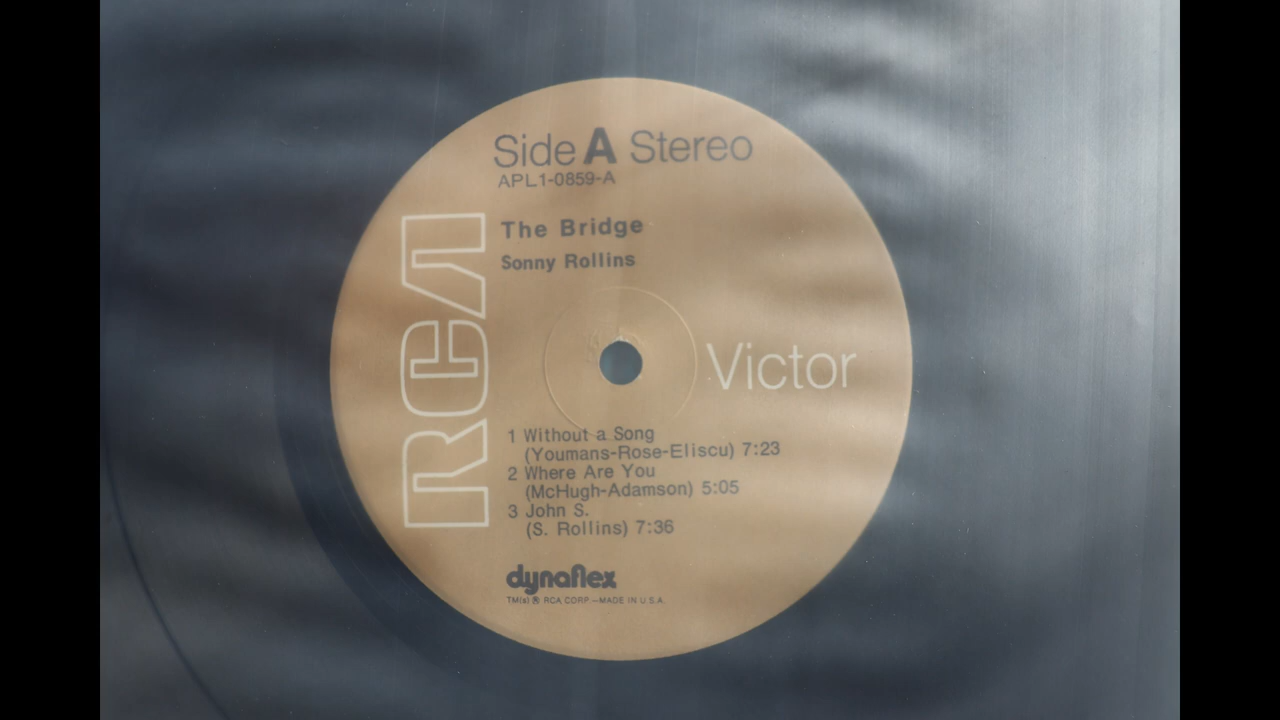 Side A Stereo
APL1-0859-A
The Bridge
Sonny Rollins
RCA
Victor
1 Without a Song
(Youmans-Rose-Eliscu) 7:23
2 Where Are You
(McHugh-Adamson) 5:05
3 John S.
(S. Rollins) 7:36
dynaflex
TM(s) ® RCA CORP.—MADE IN U.S.A.